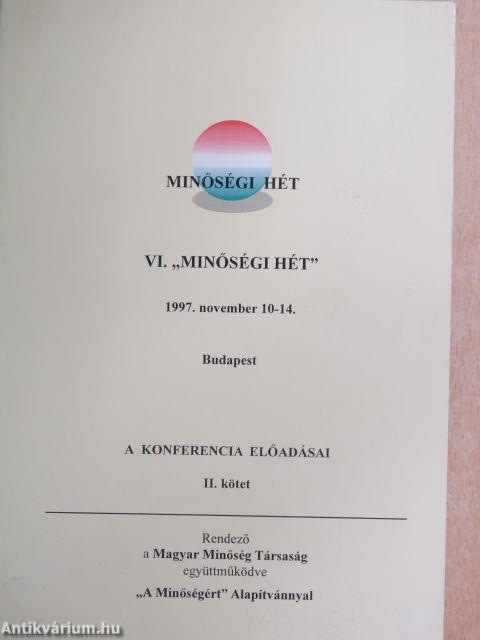 MINŐSÉGI HÉT
VI. „MINŐSÉGI HÉT”
1997. november 10-14.
Budapest
A KONFERENCIA ELŐADÁSAI
II. kötet
Rendező
a Magyar Minőség Társaság
együttműködve
„A Minőségért” Alapítvánnyal
Antikvárium.hu